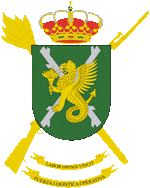 LABOR OMNIA VINCIT
FUERZA LOGISTICA OPERATIVA